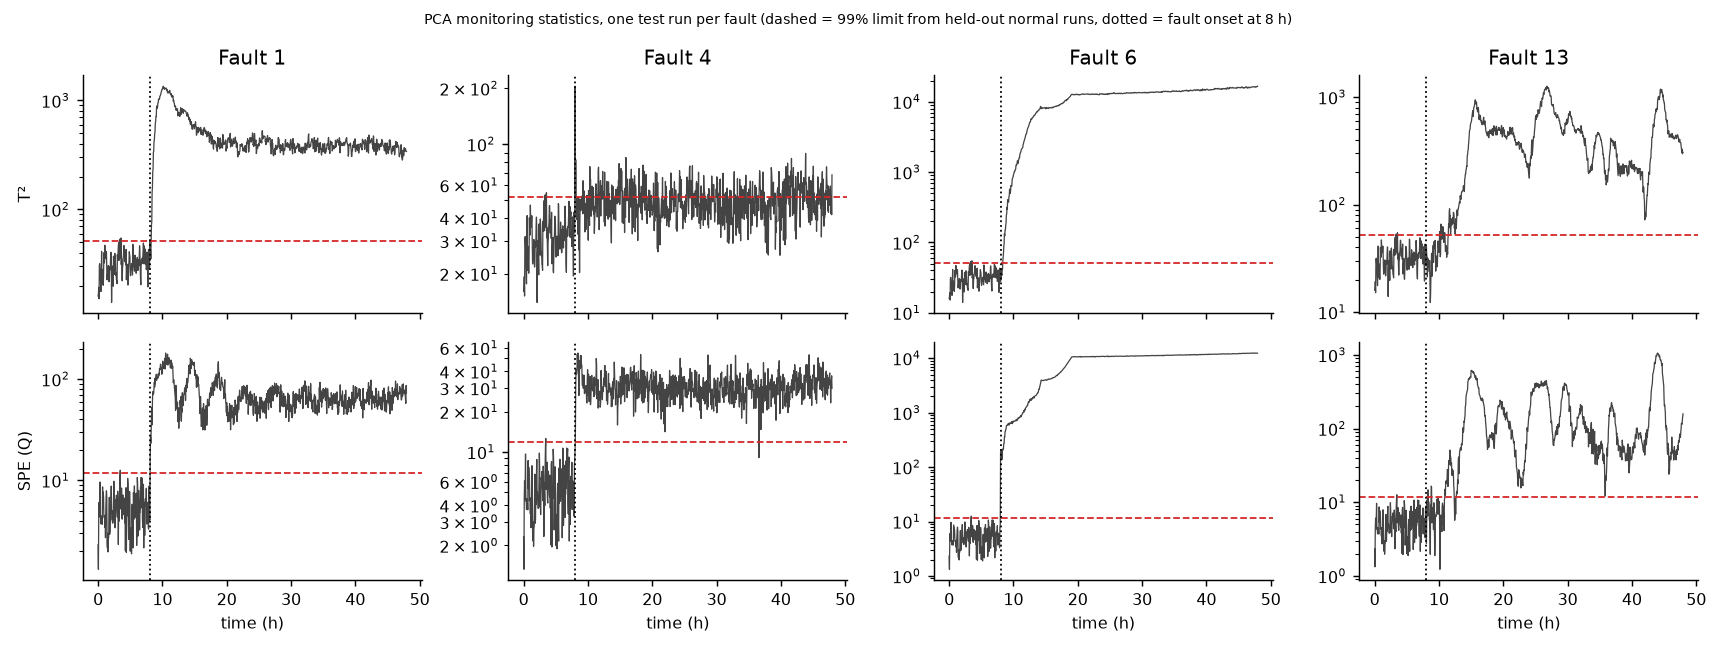 PCA monitoring statistics, one test run per fault (dashed = 99% limit from held-out normal runs, dotted = fault onset at 8 h)
Fault 1
Fault 4
Fault 6
Fault 13
T²
10³
10²
2 × 10²
10²
6 × 10¹
4 × 10¹
3 × 10¹
2 × 10¹
10⁴
10³
10²
10¹
10³
10²
10¹
SPE (Q)
10²
10¹
6 × 10¹
4 × 10¹
3 × 10¹
2 × 10¹
10¹
6 × 10⁰
4 × 10⁰
3 × 10⁰
2 × 10⁰
10⁴
10³
10²
10¹
10⁰
10³
10²
10¹
10⁰
0 10 20 30 40 50
0 10 20 30 40 50
0 10 20 30 40 50
0 10 20 30 40 50
time (h)
time (h)
time (h)
time (h)